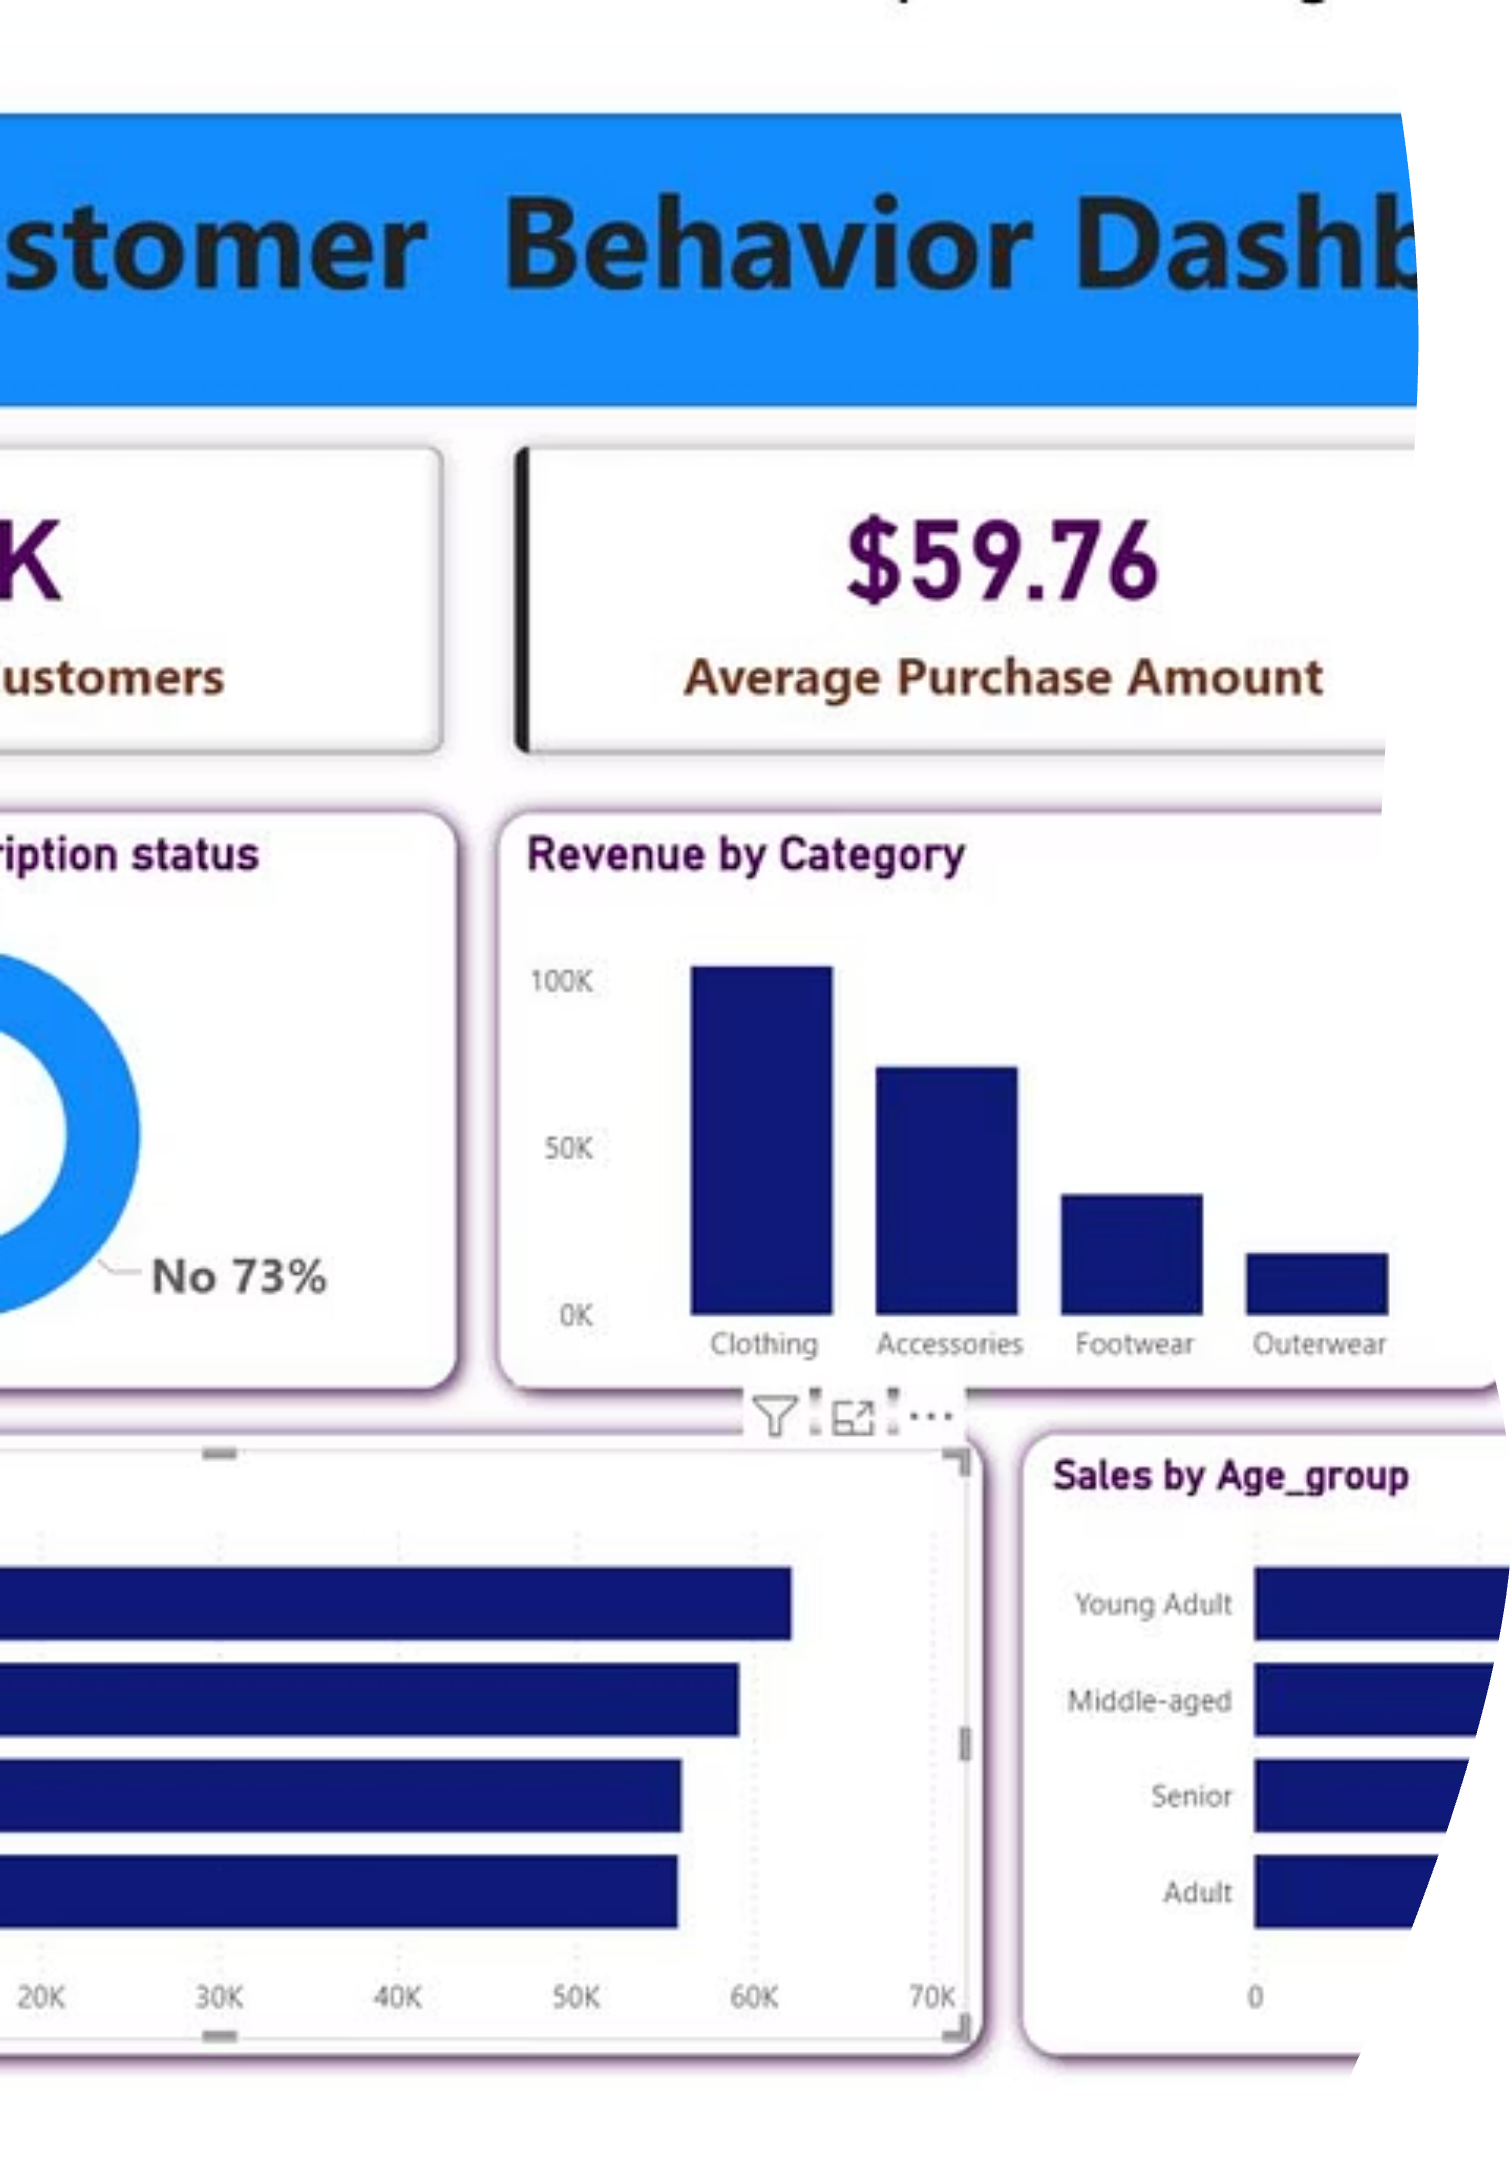 stomer Behavior Dashb
K
ustomers
$59.76
Average Purchase Amount
ription status
No 73%
Revenue by Category
100K
50K
0K
Clothing Accessories Footwear Outerwear
20K 30K 40K 50K 60K 70K
Sales by Age_group
Young Adult
Middle-aged
Senior
Adult
0